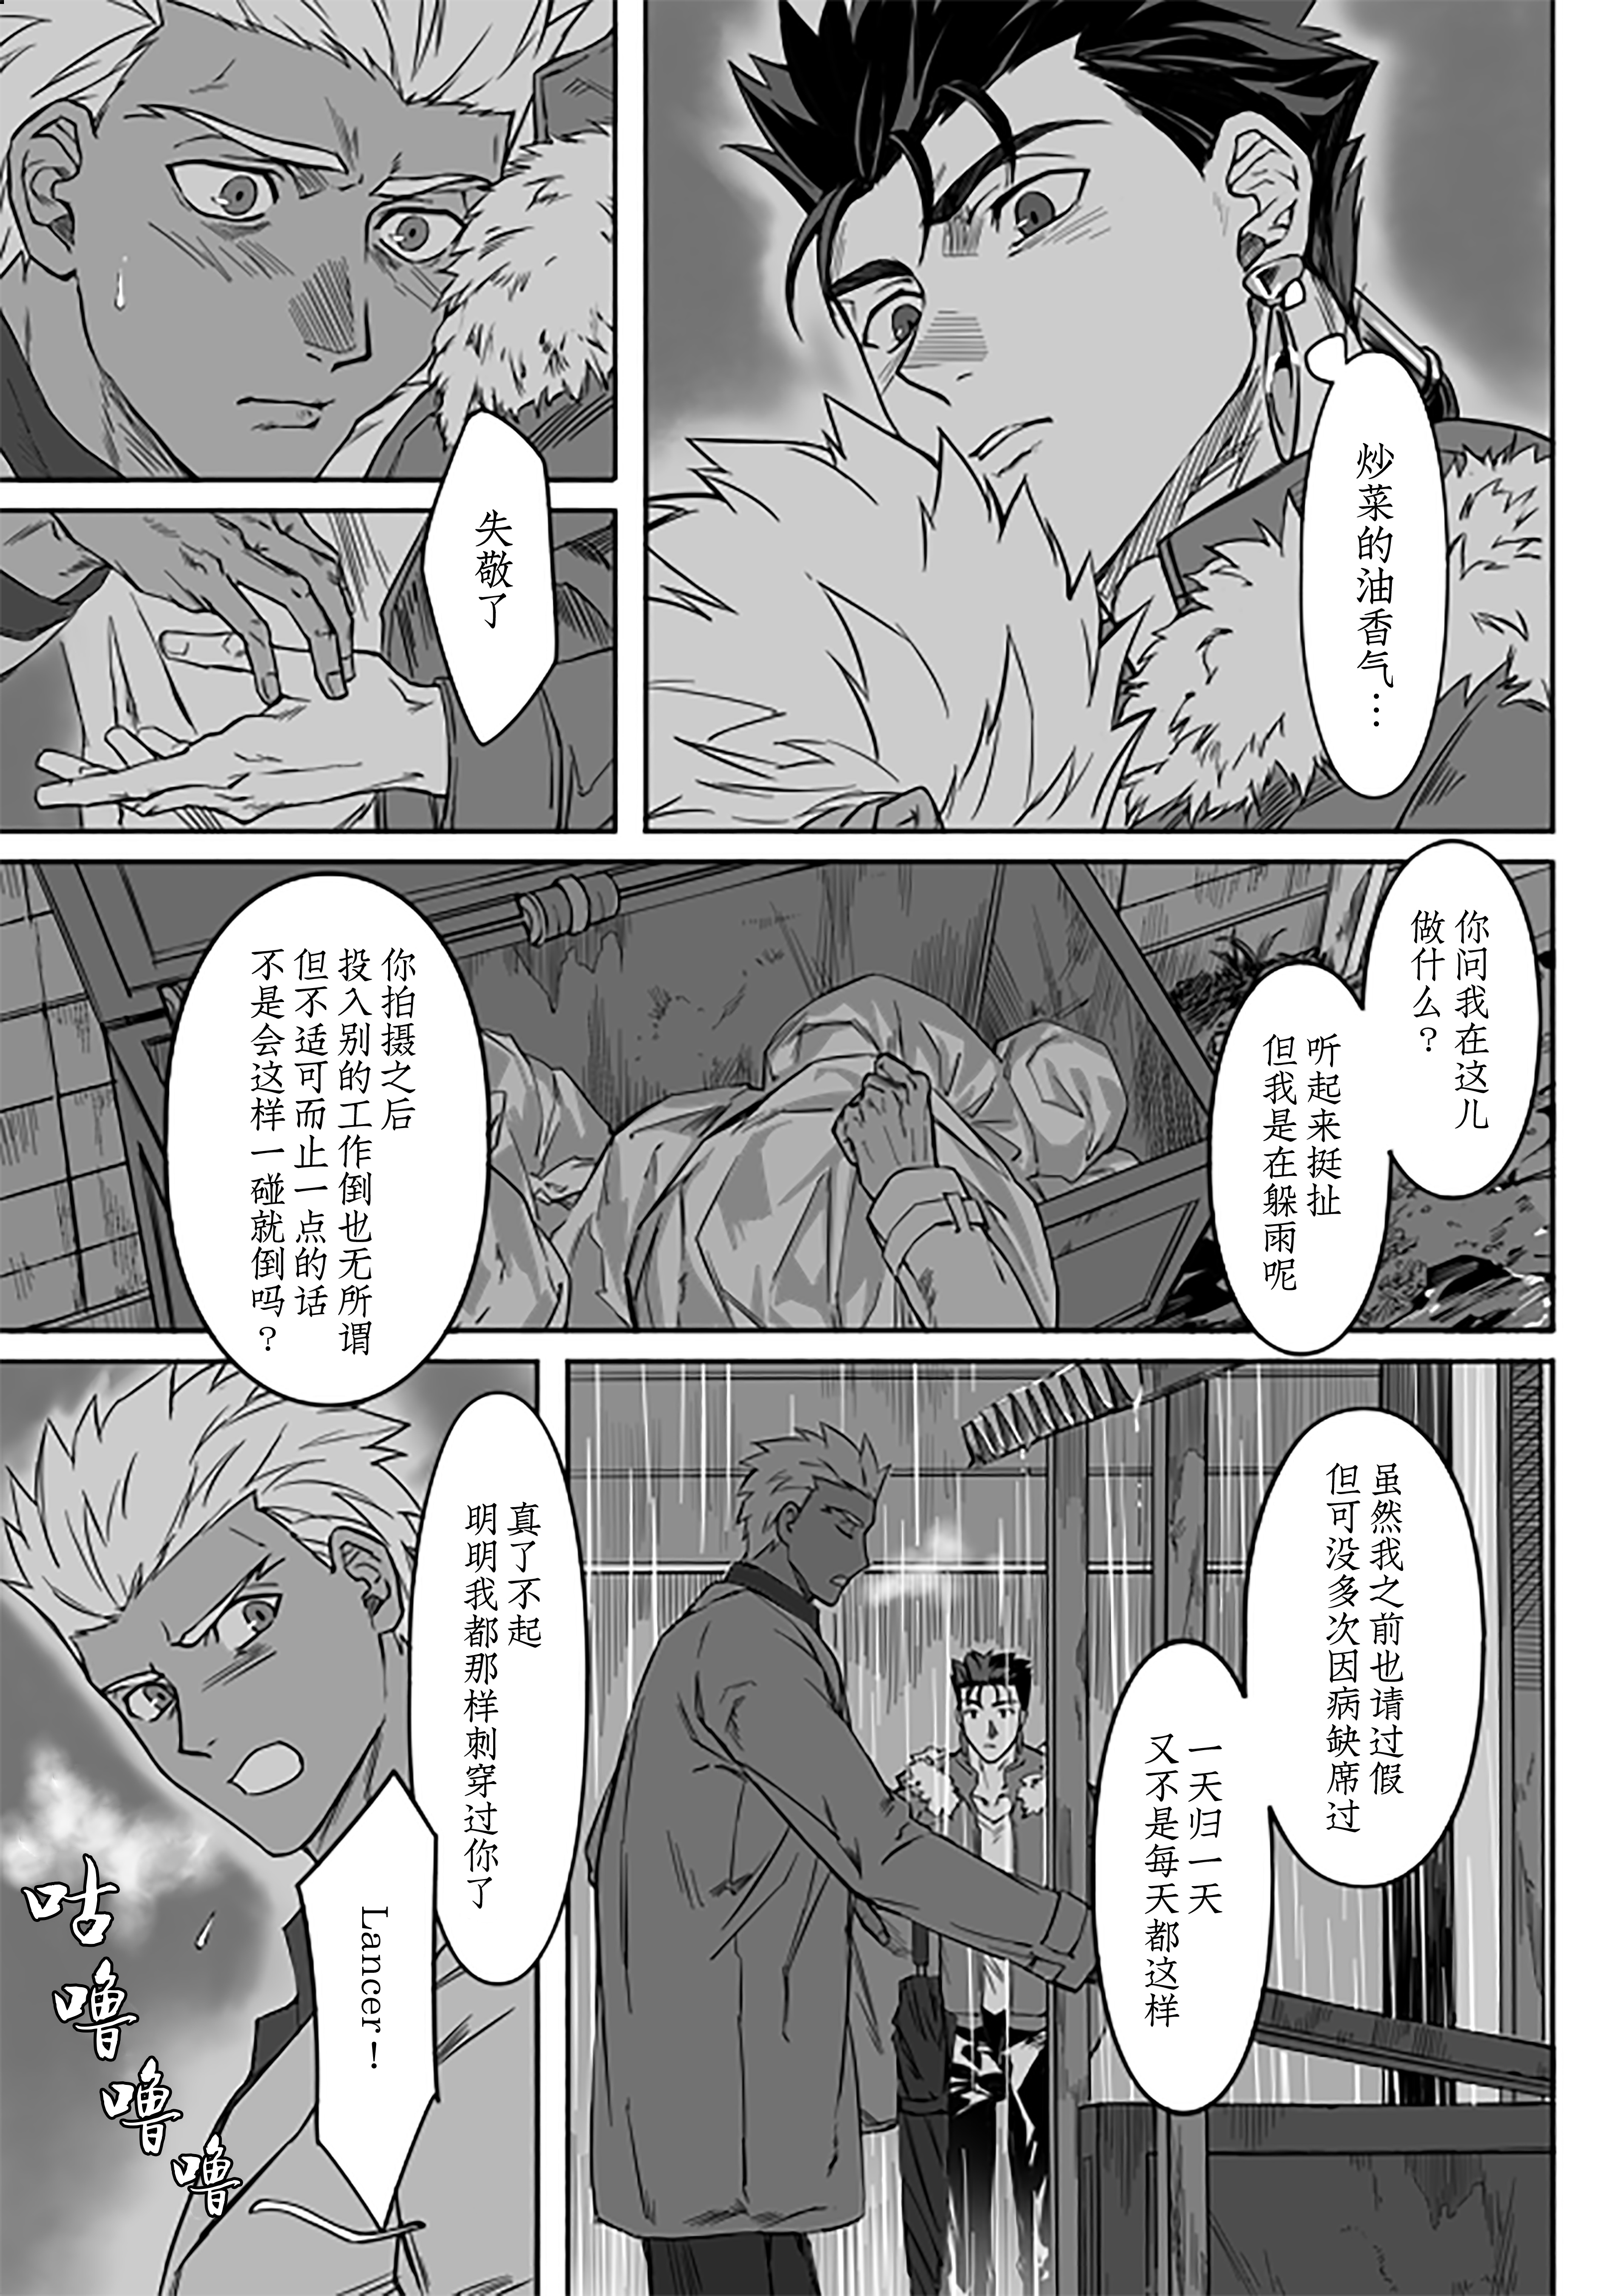 炒菜的油香气…
失敬了
你问我在这儿
做什么？
听起来挺扯
但我是在躲雨呢
你拍摄之后
投入别的工作倒也无所谓
但不适可而止一点的话
不是会这样一碰就倒吗？
虽然我之前也请过假
但可没多次因病缺席过
一天归一天
又不是每天都这样
真了不起
明明我都那样刺穿过你了
Lancer！
咕噜噜噜